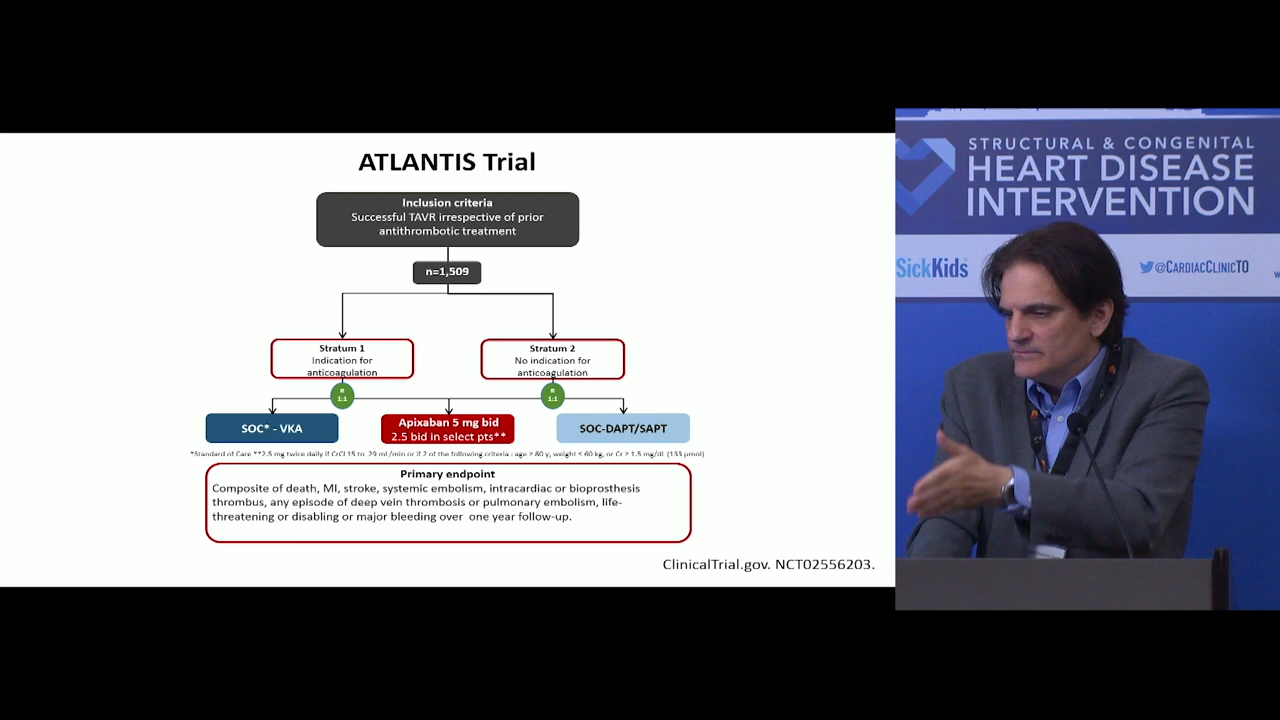 ATLANTIS Trial
Inclusion criteria
Successful TAVR irrespective of prior
antithrombotic treatment
n=1,509
Stratum 1
Indication for
anticoagulation
Stratum 2
No indication for
anticoagulation
R
1:1
R
1:1
SOC* - VKA
Apixaban 5 mg bid
2.5 bid in select pts**
SOC-DAPT/SAPT
*Standard of Care **2.5 mg twice daily if CrCl 15 to 29 ml/min or if 2 of the following criteria : age ≥ 80 y, weight ≤ 60 kg, or Cr ≥ 1.5 mg/dl (133 µmol)
Primary endpoint
Composite of death, MI, stroke, systemic embolism, intracardiac or bioprosthesis
thrombus, any episode of deep vein thrombosis or pulmonary embolism, life-
threatening or disabling or major bleeding over one year follow-up.
ClinicalTrial.gov. NCT02556203.
STRUCTURAL & CONGENITAL
HEART DISEASE
INTERVENTION
SickKids
@CARDIACCLINICTO